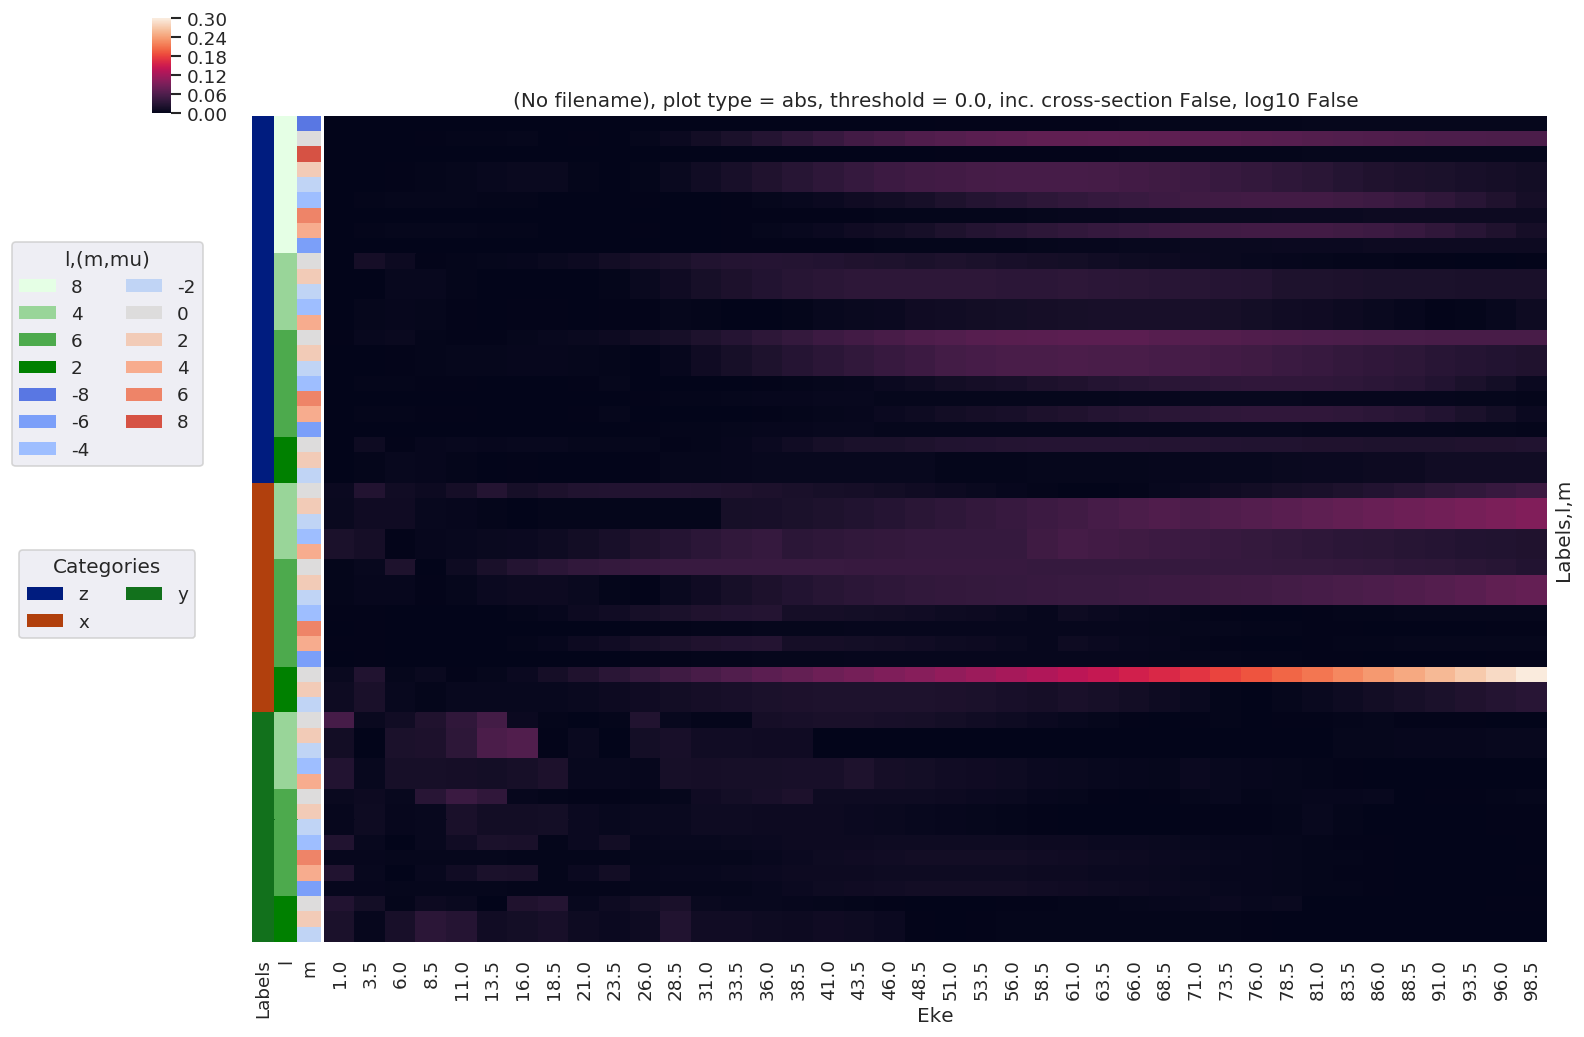 0.30
0.24
0.18
0.12
0.06
0.00
(No filename), plot type = abs, threshold = 0.0, inc. cross-section False, log10 False
l,(m,mu)
8 -2
4 0
6 2
2 4
-8 6
-6 8
-4
Categories
z y
x
Labels,l,m
Labels l m 1.0 3.5 6.0 8.5 11.0 13.5 16.0 18.5 21.0 23.5 26.0 28.5 31.0 33.5 36.0 38.5 41.0 43.5 46.0 48.5 51.0 53.5 56.0 58.5 61.0 63.5 66.0 68.5 71.0 73.5 76.0 78.5 81.0 83.5 86.0 88.5 91.0 93.5 96.0 98.5
Eke